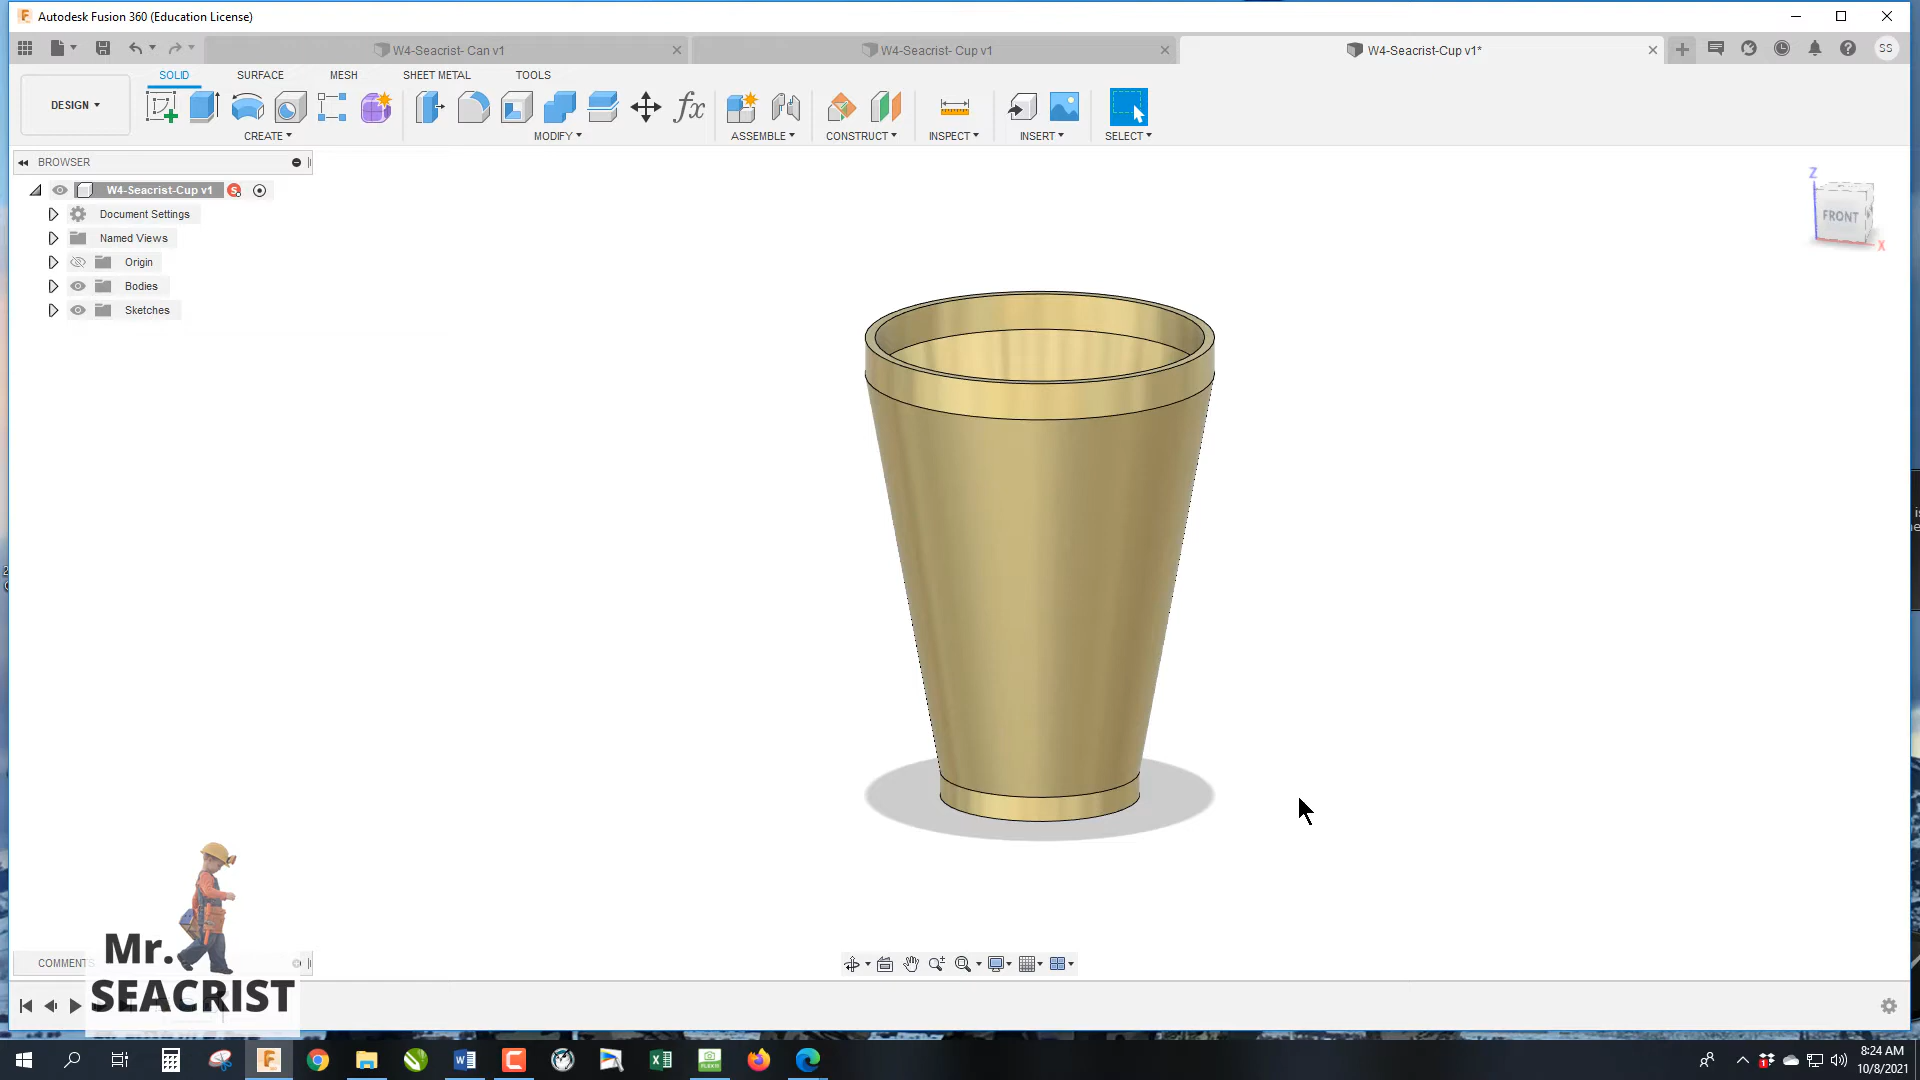 Autodesk Fusion 360 (Education License)
W4-Seacrist- Can v1
W4-Seacrist- Cup v1
W4-Seacrist-Cup v1*
SS
SOLID
SURFACE
MESH
SHEET METAL
TOOLS
DESIGN
CREATE
MODIFY
ASSEMBLE
CONSTRUCT
INSPECT
INSERT
SELECT
BROWSER
W4-Seacrist-Cup v1
Document Settings
Named Views
Origin
Bodies
Sketches
Z
FRONT
X
COMMENTS
Mr.
SEACRIST
8:24 AM
10/8/2021